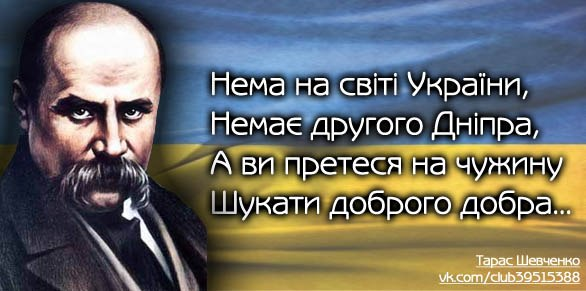 Нема на світі України,
Немає другого Дніпра,
А ви претеся на чужину
Шукати доброго добра...
Тарас Шевченко
vk.com/club39515388